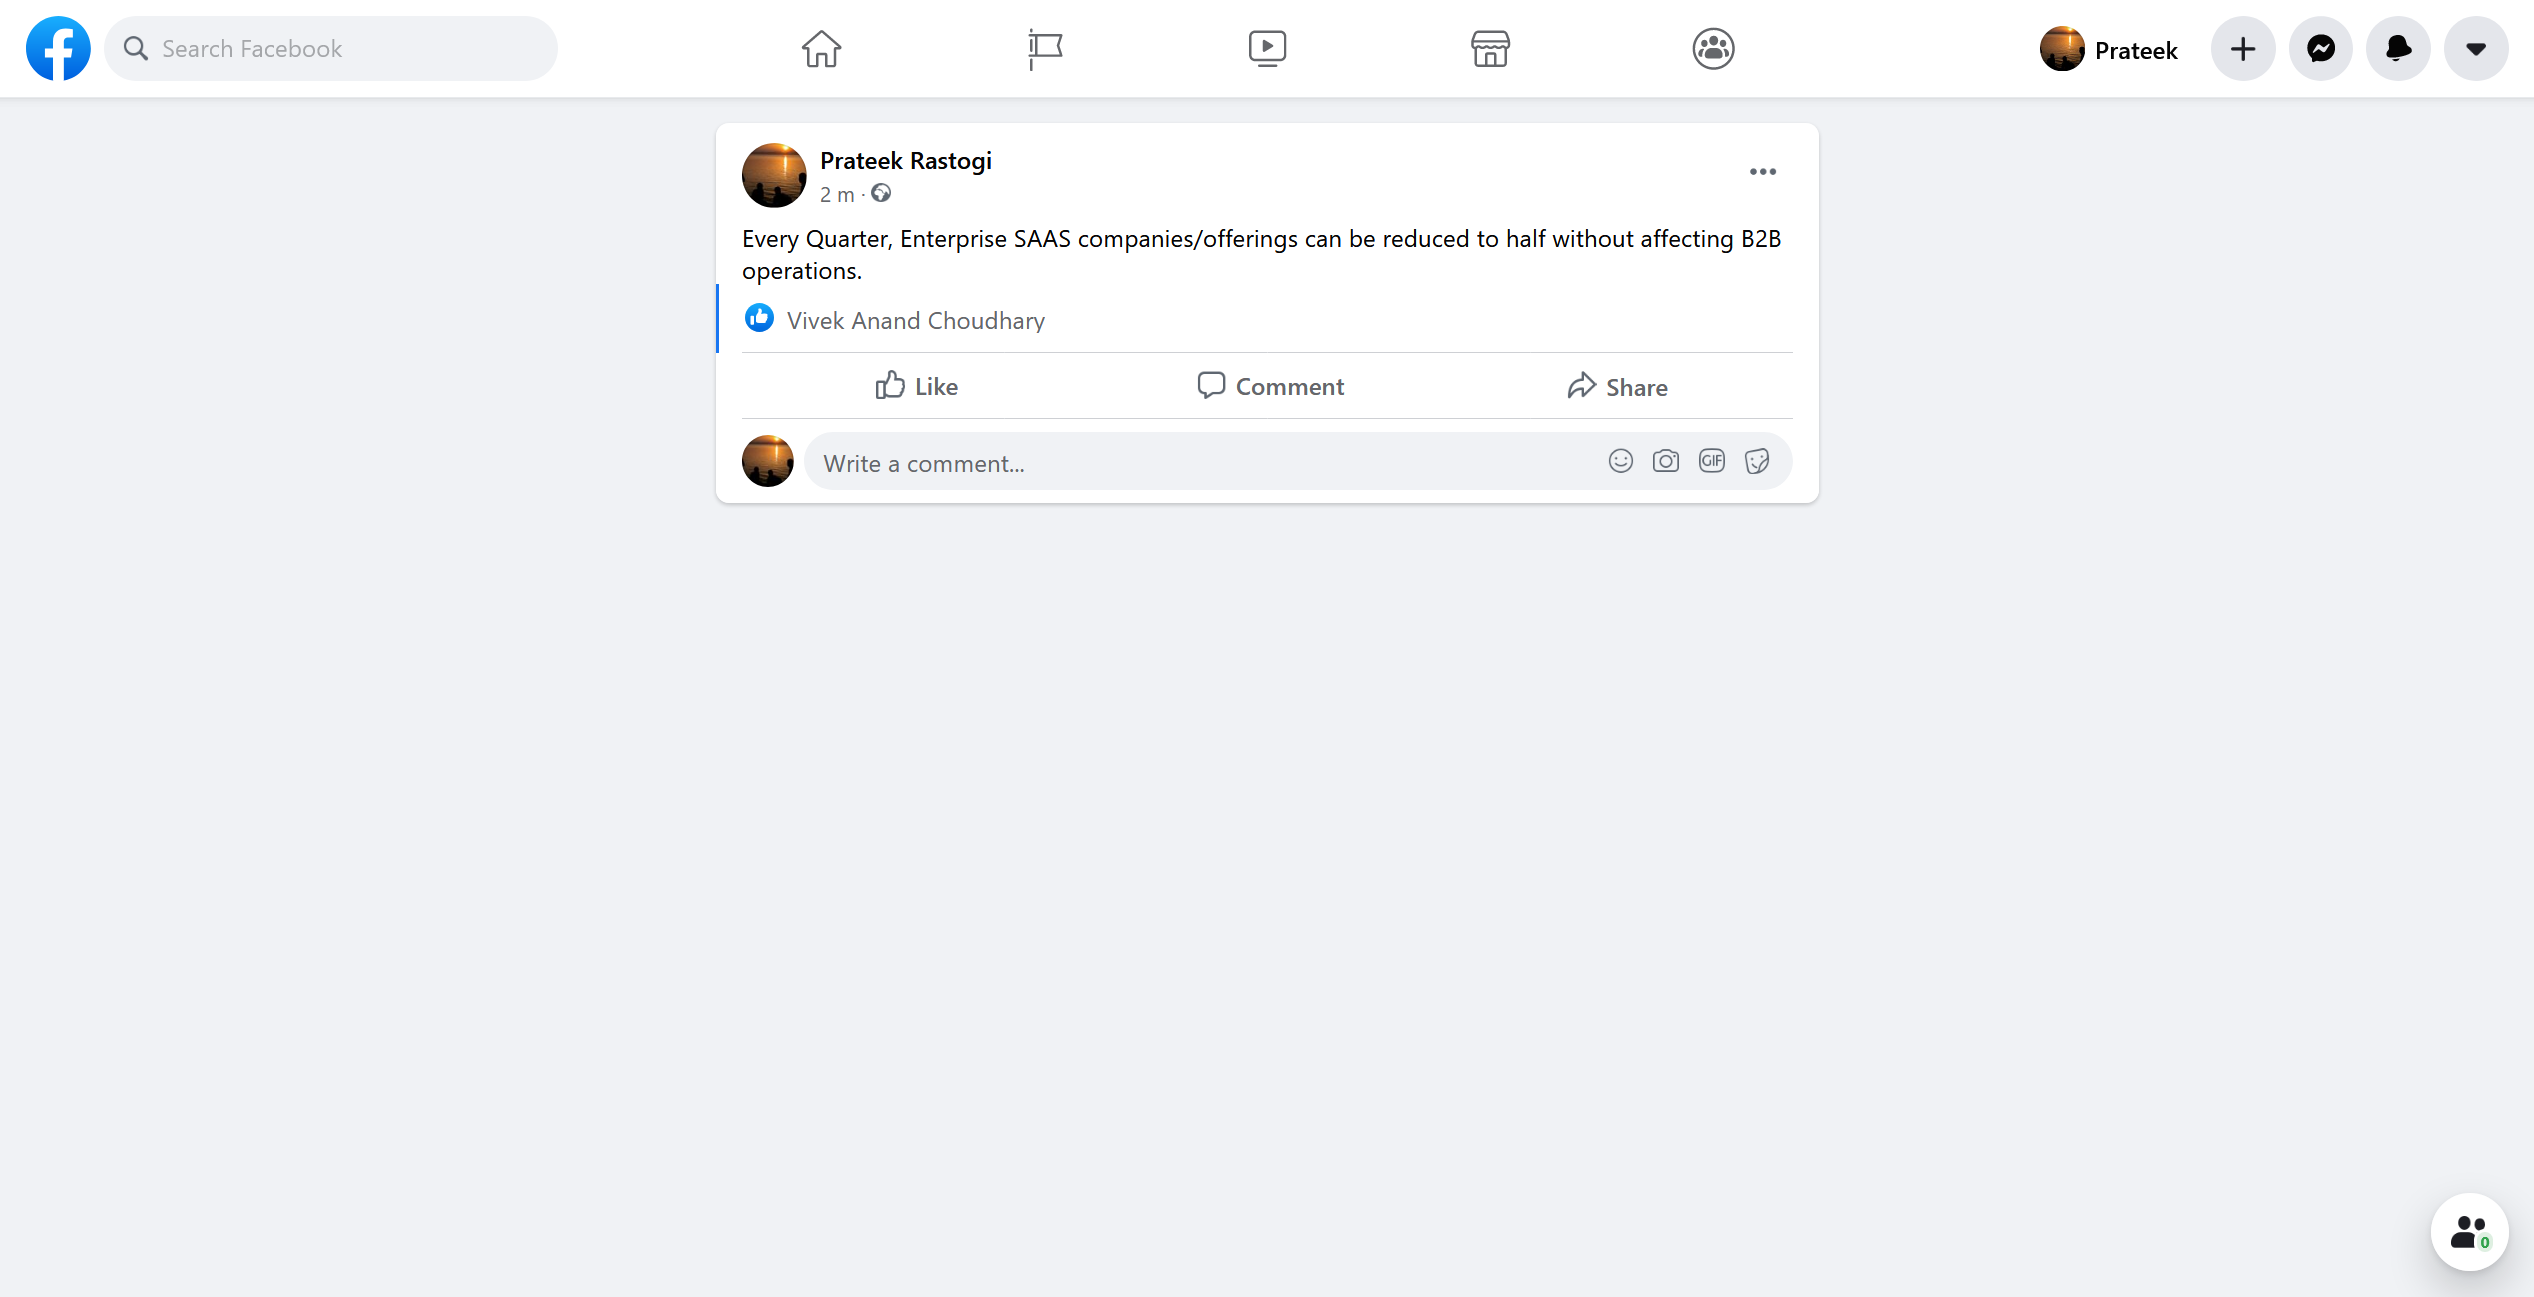 Search Facebook
Prateek
Prateek Rastogi
2 m ·
Every Quarter, Enterprise SAAS companies/offerings can be reduced to half without affecting B2B
operations.
Vivek Anand Choudhary
Like
Comment
Share
Write a comment...
GIF
0